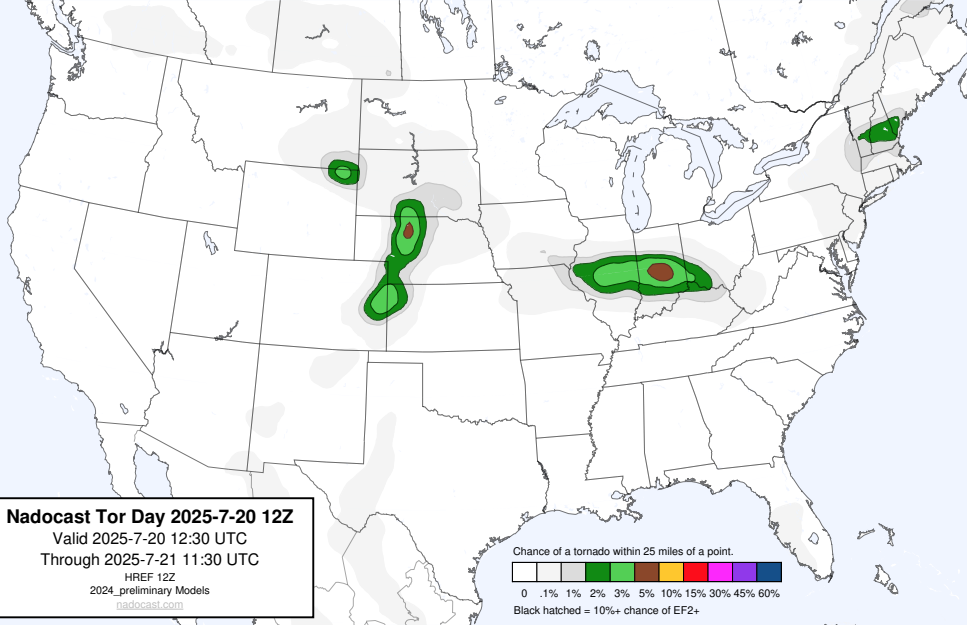 Nadocast Tor Day 2025-7-20 12Z
Valid 2025-7-20 12:30 UTC
Through 2025-7-21 11:30 UTC
HREF 12Z
2024_preliminary Models
nadocast.com
Chance of a tornado within 25 miles of a point.
0 .1% 1% 2% 3% 5% 10% 15% 30% 45% 60%
Black hatched = 10%+ chance of EF2+